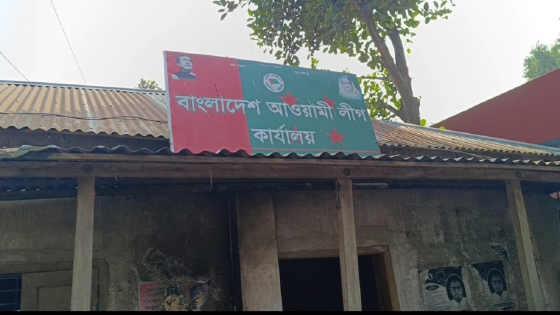 বাংলাদেশ আওয়ামী লীগ
কার্যালয়